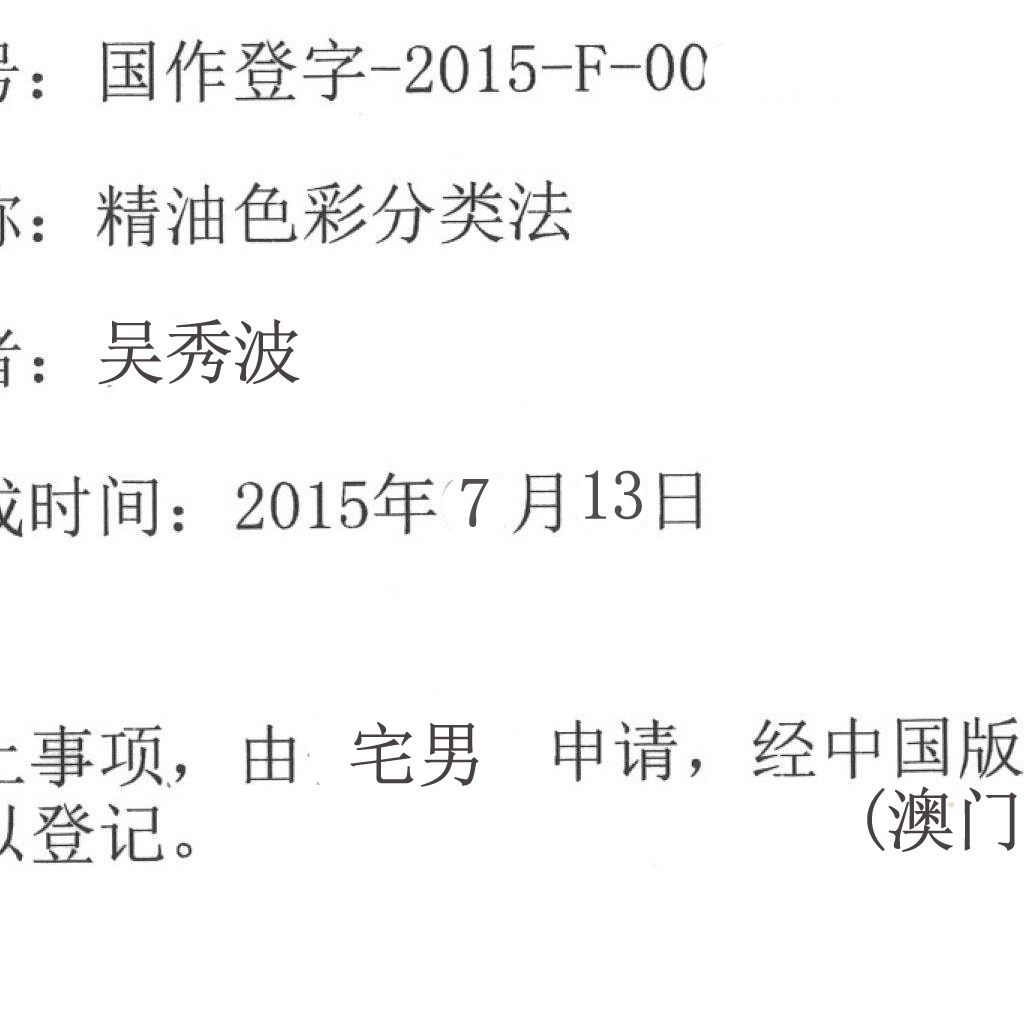 号：国作登字-2015-F-00
称：精油色彩分类法
者：吴秀波
成时间：2015年7月13日
上事项，由 宅男 申请，经中国版
以登记。
(澳门